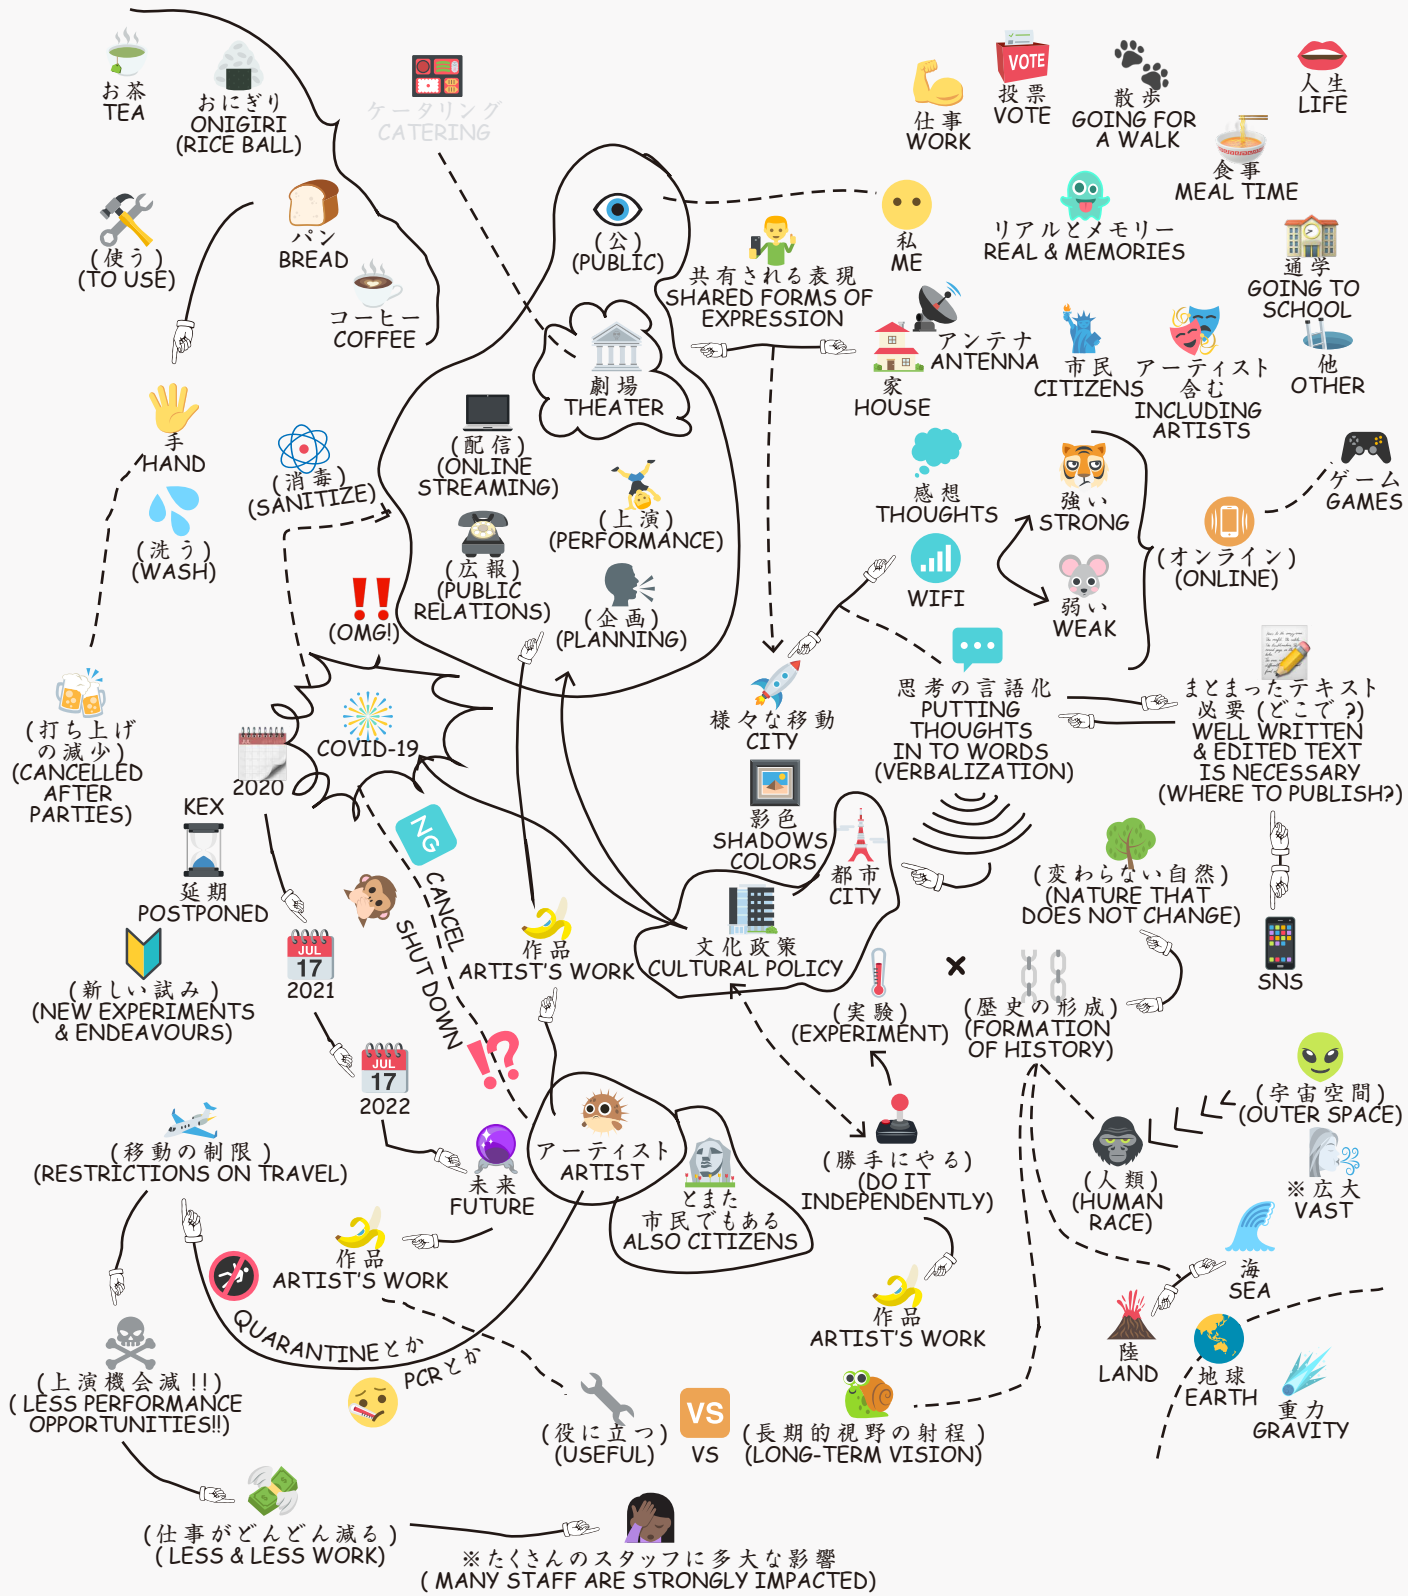 お茶
TEA
おにぎり
ONIGIRI
(RICE BALL)
ケータリング
CATERING
仕事
WORK
VOTE
投票
VOTE
散歩
GOING FOR
A WALK
人生
LIFE
食事
MEAL TIME
(使う)
(TO USE)
パン
BREAD
コーヒー
COFFEE
(公)
(PUBLIC)
共有される表現
SHARED FORMS OF
EXPRESSION
私
ME
リアルとメモリー
REAL & MEMORIES
通学
GOING TO
SCHOOL
アンテナ
ANTENNA
家
HOUSE
市民
CITIZENS
アーティスト
含む
INCLUDING
ARTISTS
他
OTHER
劇場
THEATER
手
HAND
(消毒)
(SANITIZE)
(配信)
(ONLINE
STREAMING)
(上演)
(PERFORMANCE)
感想
THOUGHTS
強い
STRONG
ゲーム
GAMES
(洗う)
(WASH)
(広報)
(PUBLIC
RELATIONS)
(企画)
(PLANNING)
WIFI
弱い
WEAK
(オンライン)
(ONLINE)
(OMG!)
(打ち上げ
の減少)
(CANCELLED
AFTER
PARTIES)
COVID-19
2020
様々な移動
CITY
思考の言語化
PUTTING
THOUGHTS
IN TO WORDS
(VERBALIZATION)
まとまったテキスト
必要(どこで?)
WELL WRITTEN
& EDITED TEXT
IS NECESSARY
(WHERE TO PUBLISH?)
KEX
延期
POSTPONED
NG
CANCEL
SHUT DOWN
影色
SHADOWS
COLORS
都市
CITY
(変わらない自然)
(NATURE THAT
DOES NOT CHANGE)
(新しい試み)
(NEW EXPERIMENTS
& ENDEAVOURS)
JUL
17
2021
作品
ARTIST'S WORK
文化政策
CULTURAL POLICY
(実験)
(EXPERIMENT)
(歴史の形成)
(FORMATION
OF HISTORY)
SNS
JUL
17
2022
(移動の制限)
(RESTRICTIONS ON TRAVEL)
未来
FUTURE
アーティスト
ARTIST
とまた
市民でもある
ALSO CITIZENS
(勝手にやる)
(DO IT
INDEPENDENTLY)
(人類)
(HUMAN
RACE)
(宇宙空間)
(OUTER SPACE)
※広大
VAST
作品
ARTIST'S WORK
QUARANTINEとか
PCRとか
作品
ARTIST'S WORK
海
SEA
陸
LAND
地球
EARTH
重力
GRAVITY
(上演機会減!!)
( LESS PERFORMANCE
OPPORTUNITIES!!)
(役に立つ)
(USEFUL)
VS
VS
(長期的視野の射程)
(LONG-TERM VISION)
(仕事がどんどん減る)
( LESS & LESS WORK)
※たくさんのスタッフに多大な影響
( MANY STAFF ARE STRONGLY IMPACTED)